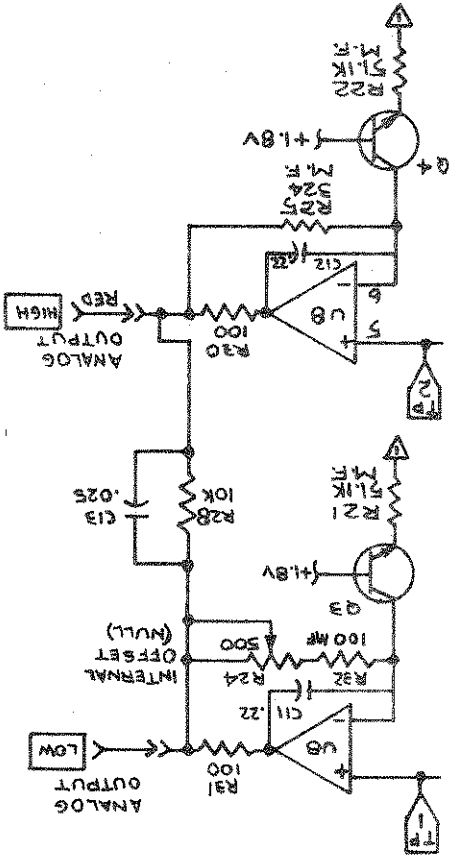 TP
1
ANALOG
OUTPUT
LOW
R31
100
+
U8
-
C11 .22
R32
100 MF
R24
500
INTERNAL
OFFSET
(NULL)
Q3
+1.8V
R21
51.1K
M.F.
1
R28
10K
C13
.025
TP
2
5
+
U8
6
-
R30
100
ANALOG
OUTPUT
HIGH
RED
C12
.22
R25
324
M.F.
Q4
+1.8V
R22
51.1K
M.F.
1